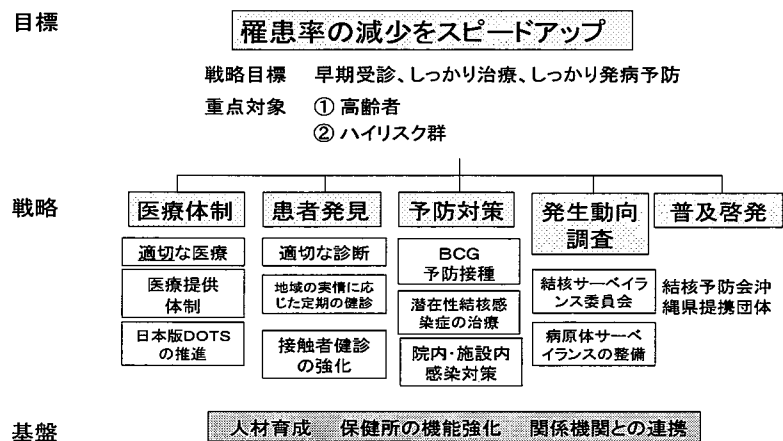 目標
罹患率の減少をスピードアップ
戦略目標 早期受診、しっかり治療、しっかり発病予防
重点対象 ① 高齢者
② ハイリスク群
戦略
医療体制
適切な医療
医療提供
体制
日本版DOTS
の推進
患者発見
適切な診断
地域の実情に応
じた定期の健診
接触者健診
の強化
予防対策
BCG
予防接種
潜在性結核感
染症の治療
院内・施設内
感染対策
発生動向
調査
結核サーベイラ
ンス委員会
病原体サーベ
イランスの整備
普及啓発
結核予防会沖
縄県提携団体
基盤
人材育成 保健所の機能強化 関係機関との連携